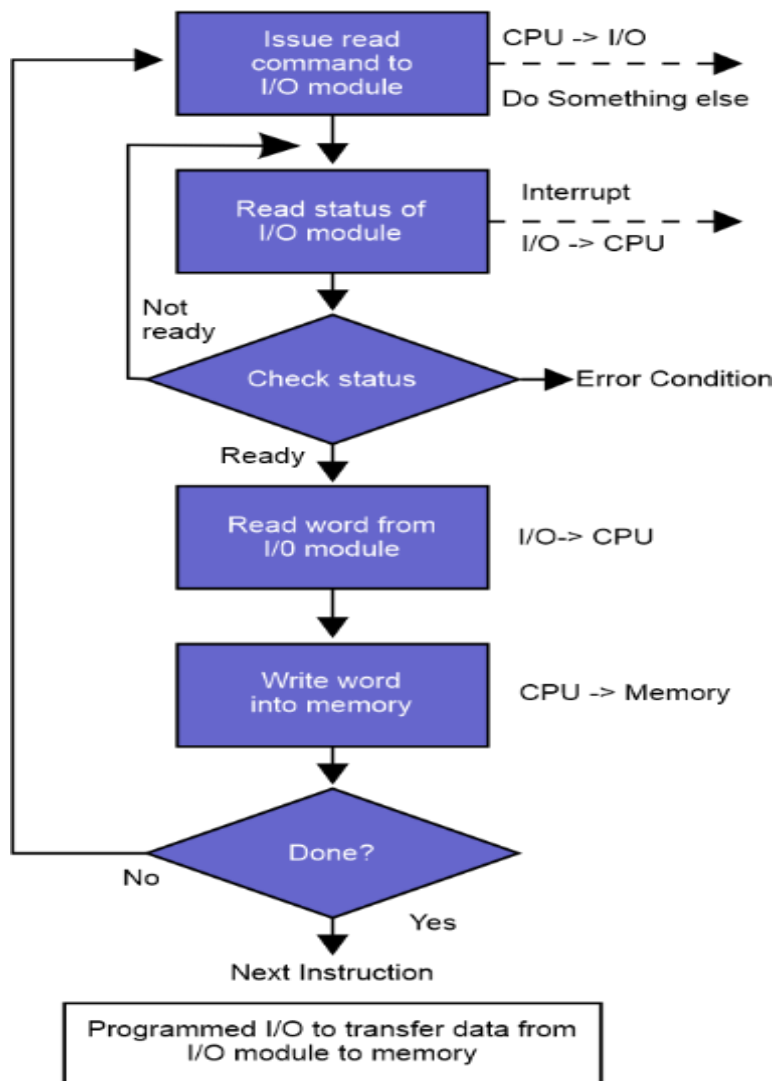 Issue read
command to
I/O module
CPU -> I/O
Do Something else
Read status of
I/O module
Interrupt
I/O -> CPU
Not
ready
Check status
Error Condition
Ready
Read word from
I/0 module
I/O-> CPU
Write word
into memory
CPU -> Memory
Done?
No
Yes
Next Instruction
Programmed I/O to transfer data from
I/O module to memory